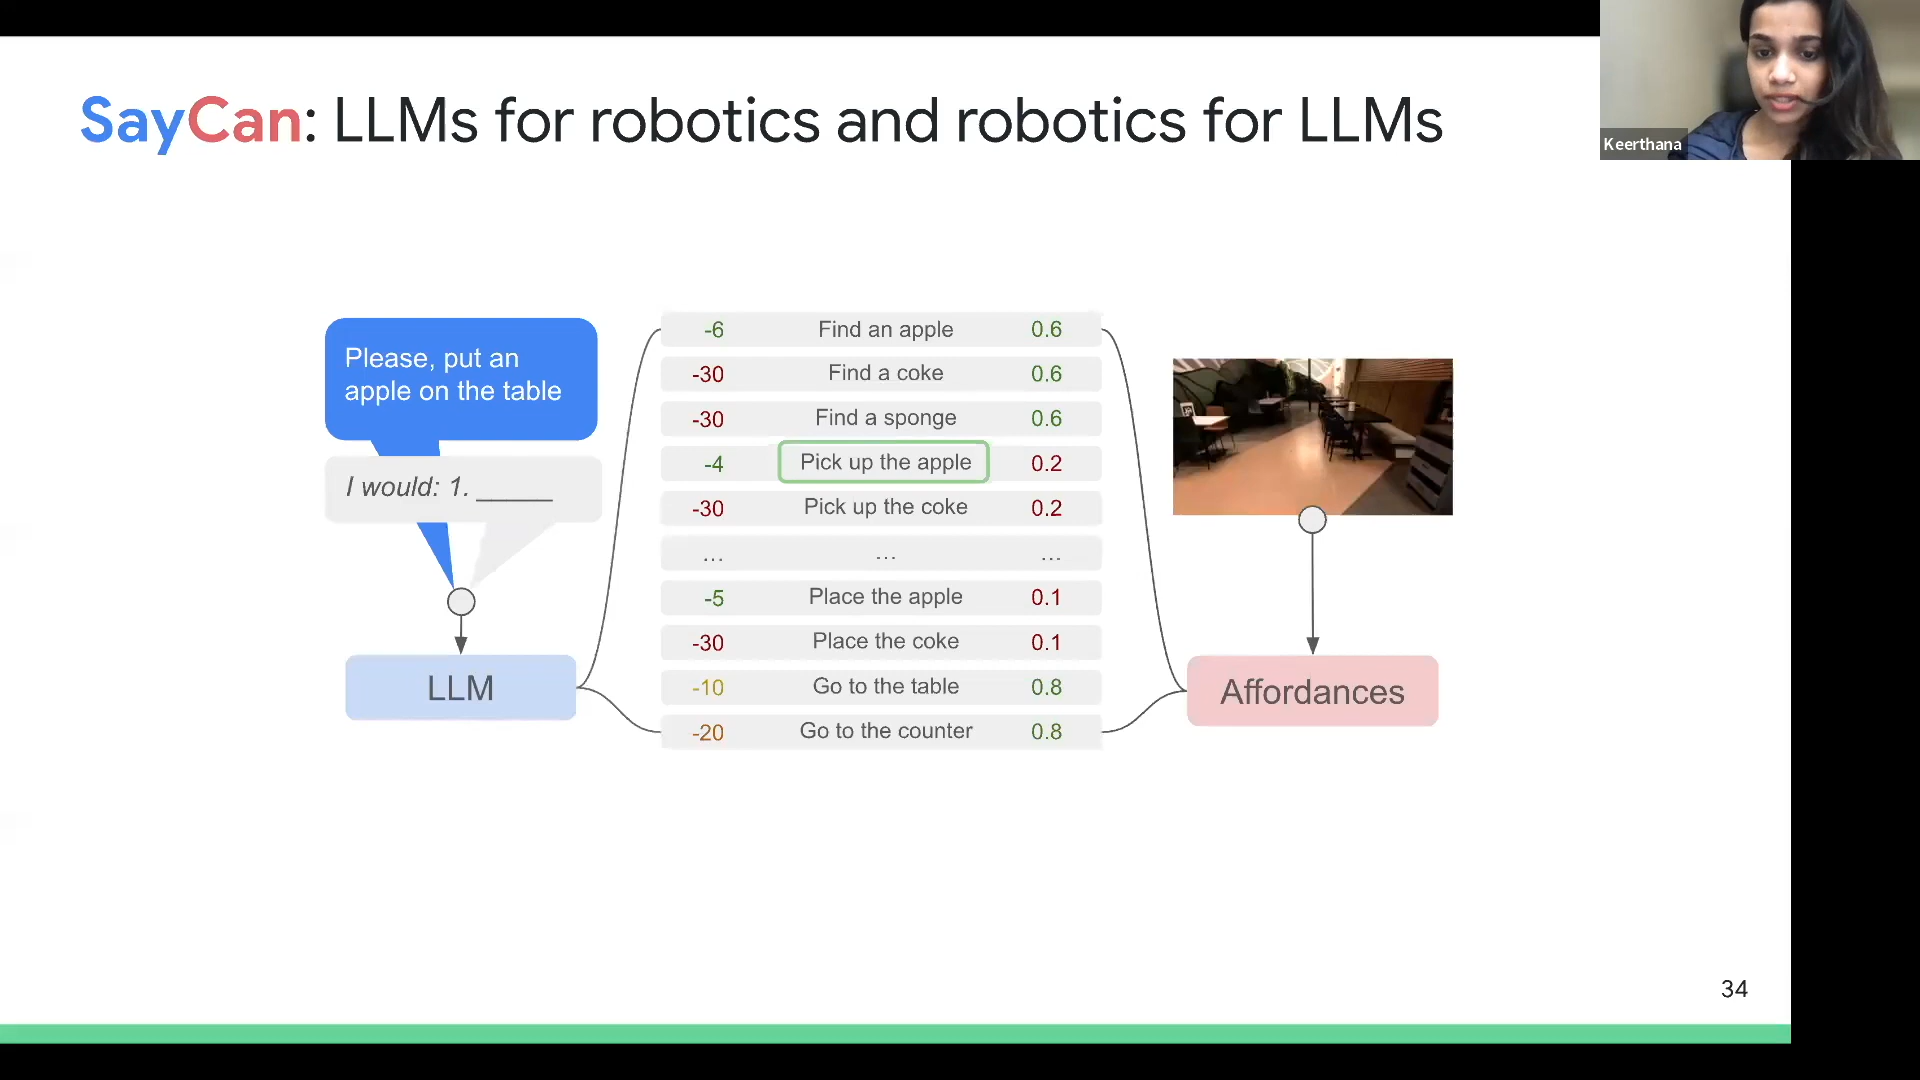 SayCan: LLMs for robotics and robotics for LLMs
Keerthana
Please, put an
apple on the table
I would: 1. _____
LLM
-6 Find an apple 0.6
-30 Find a coke 0.6
-30 Find a sponge 0.6
-4 Pick up the apple 0.2
-30 Pick up the coke 0.2
... ... ...
-5 Place the apple 0.1
-30 Place the coke 0.1
-10 Go to the table 0.8
-20 Go to the counter 0.8
Affordances
34